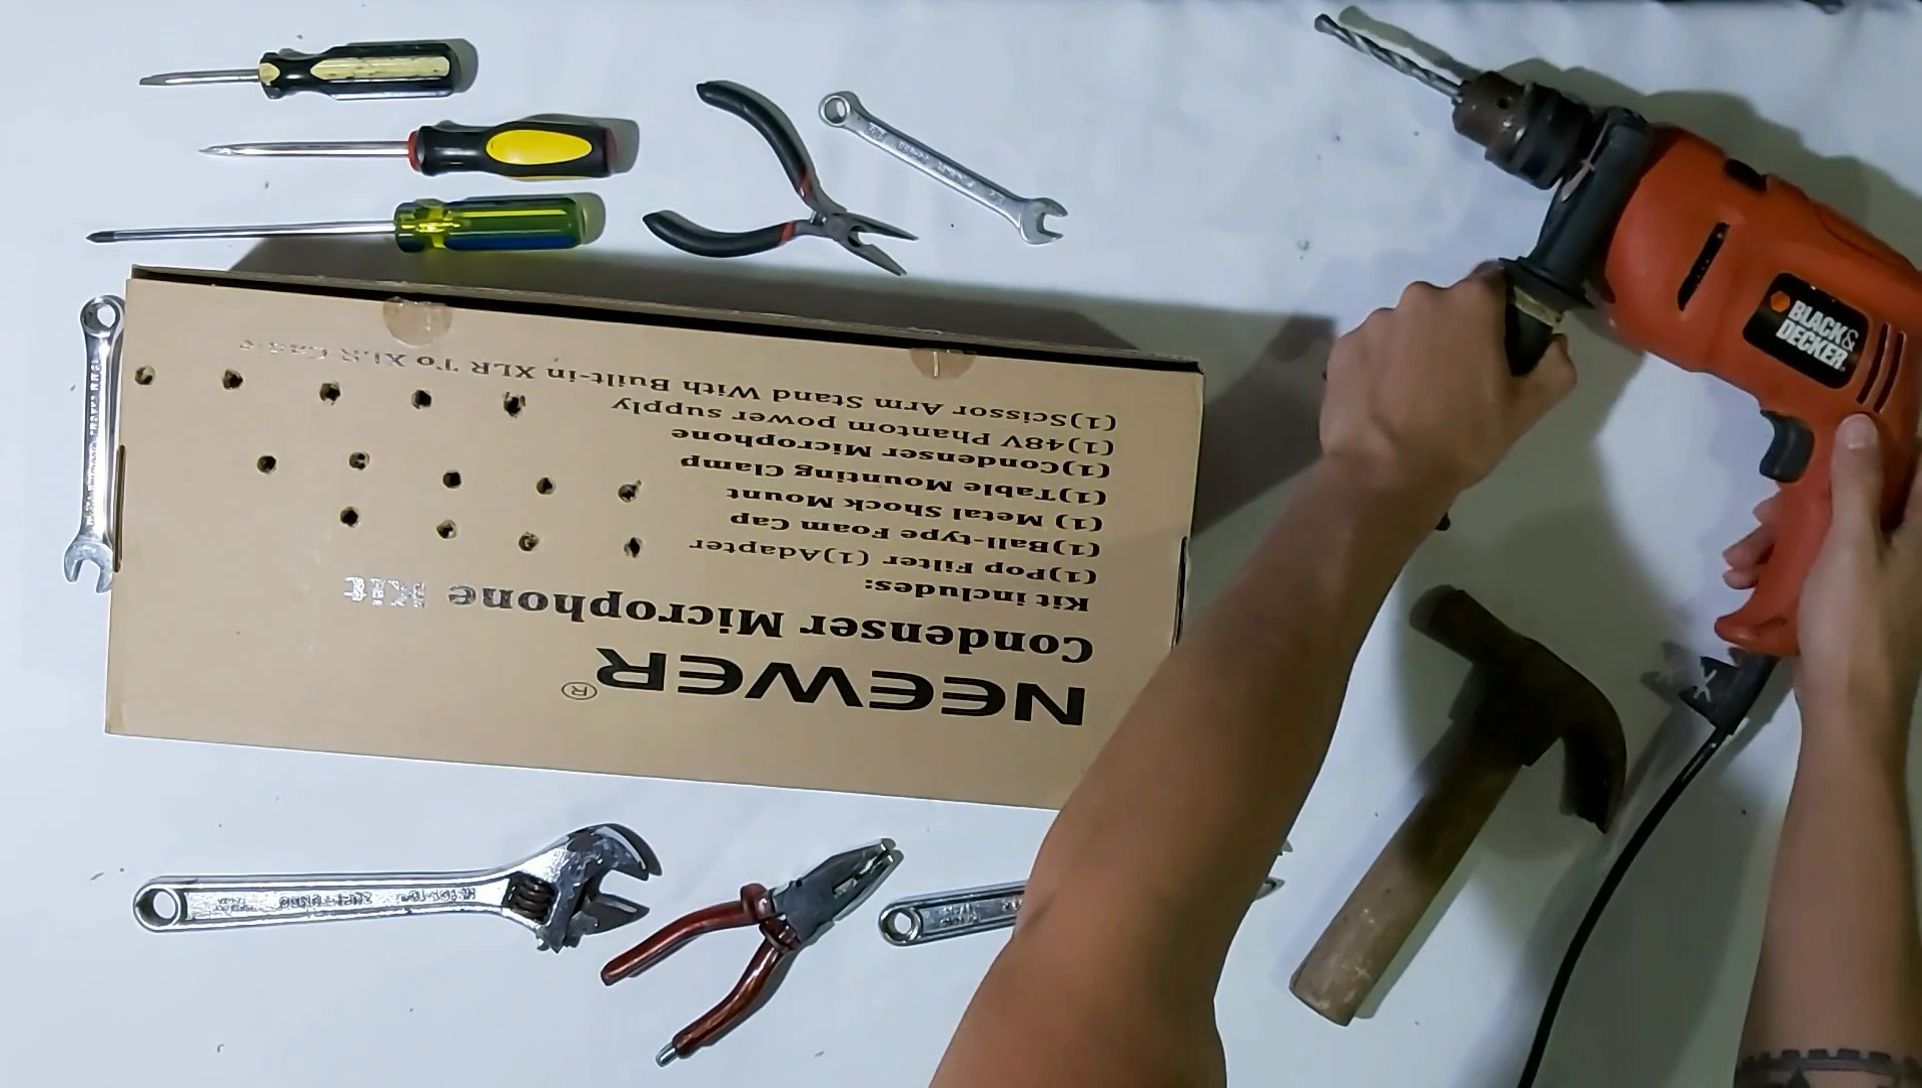 NEEWER®
Condenser Microphone Kit
Kit includes:
(1)Pop Filter (1)Adapter
(1)Ball-type Foam Cap
(1) Metal Shock Mount
(1)Table Mounting Clamp
(1)Condenser Microphone
(1)48V Phantom power supply
(1)Scissor Arm Stand With Built-in XLR To XLR Cable
BLACK&
DECKER